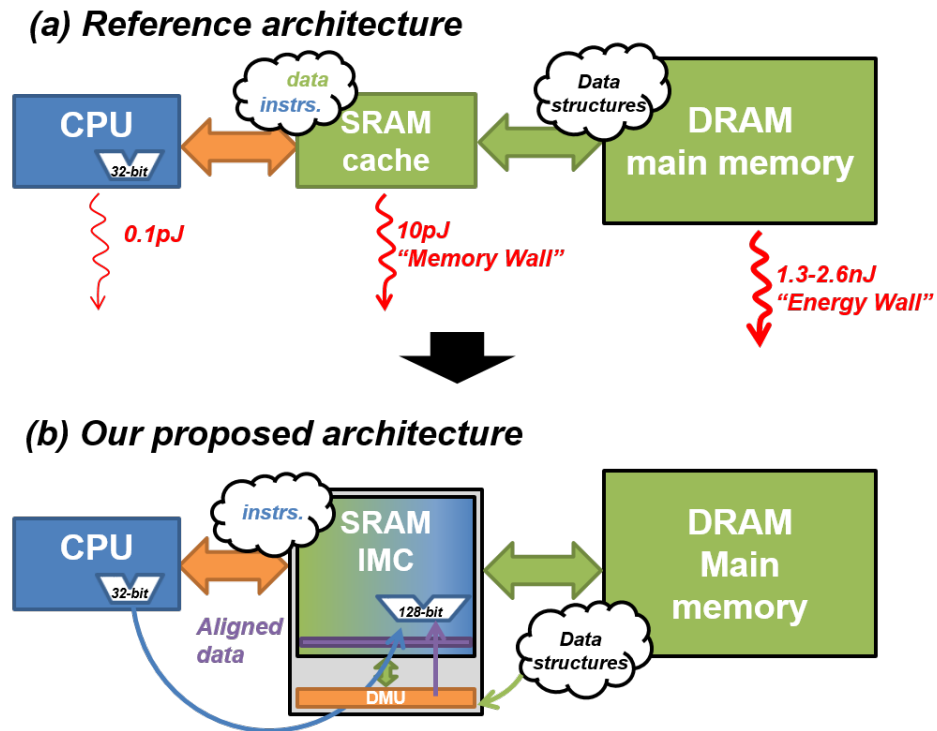 (a) Reference architecture
data
instrs.
Data
structures
CPU
32-bit
SRAM
cache
DRAM
main memory
0.1pJ
10pJ
“Memory Wall”
1.3-2.6nJ
“Energy Wall”
(b) Our proposed architecture
instrs.
CPU
32-bit
SRAM
IMC
128-bit
DRAM
Main
memory
Aligned
data
Data
structures
DMU